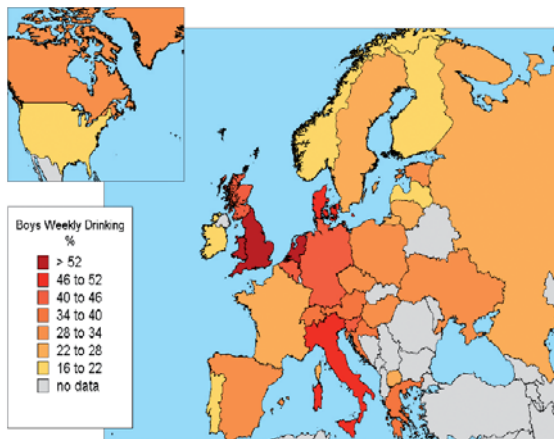 Boys Weekly Drinking
%
> 52
46 to 52
40 to 46
34 to 40
28 to 34
22 to 28
16 to 22
no data